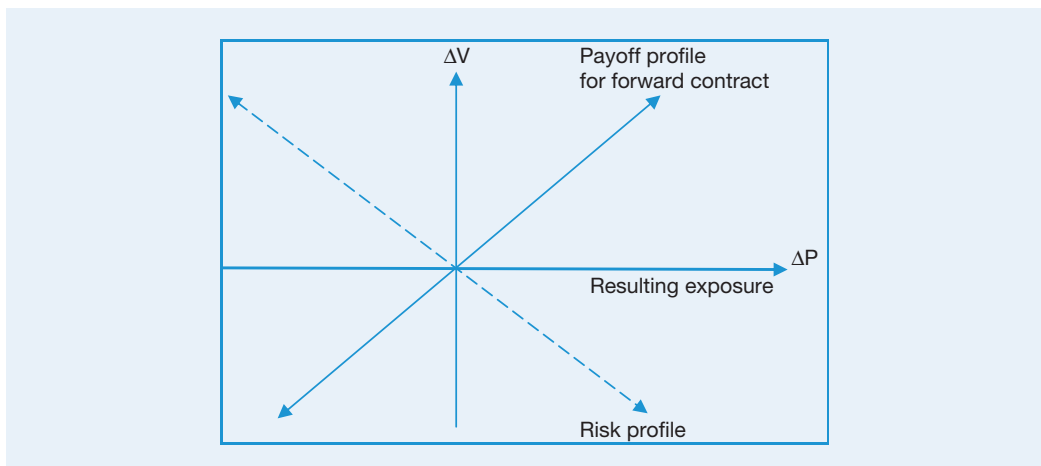 ΔV
Payoff profile
for forward contract
ΔP
Resulting exposure
Risk profile